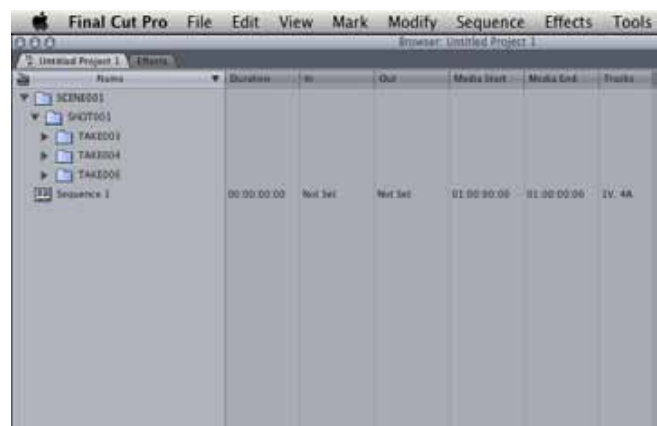 Final Cut Pro File Edit View Mark Modify Sequence Effects Tools
Browser: Untitled Project 1
Untitled Project 1 Effects
Name Duration In Out Media Start Media End Tracks
SCENE001
SHOT001
TAKE003
TAKE004
TAKE006
Sequence 1 00:00:00:00 Not Set Not Set 01:00:00:00 01:00:00:00 1V, 4A